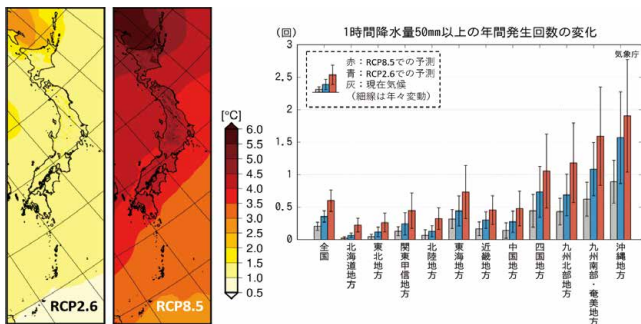 RCP2.6
RCP8.5
[°C]
6.0
5.5
5.0
4.5
4.0
3.5
3.0
2.5
2.0
1.5
1.0
0.5
1時間降水量50mm以上の年間発生回数の変化
(回)
気象庁
赤:RCP8.5での予測
青:RCP2.6での予測
灰:現在気候
(細線は年々変動)
3
2.5
2
1.5
1
0.5
0
全国
北海道地方
東北地方
関東甲信地方
北陸地方
東海地方
近畿地方
中国地方
四国地方
九州北部地方
九州南部・奄美地方
沖縄地方